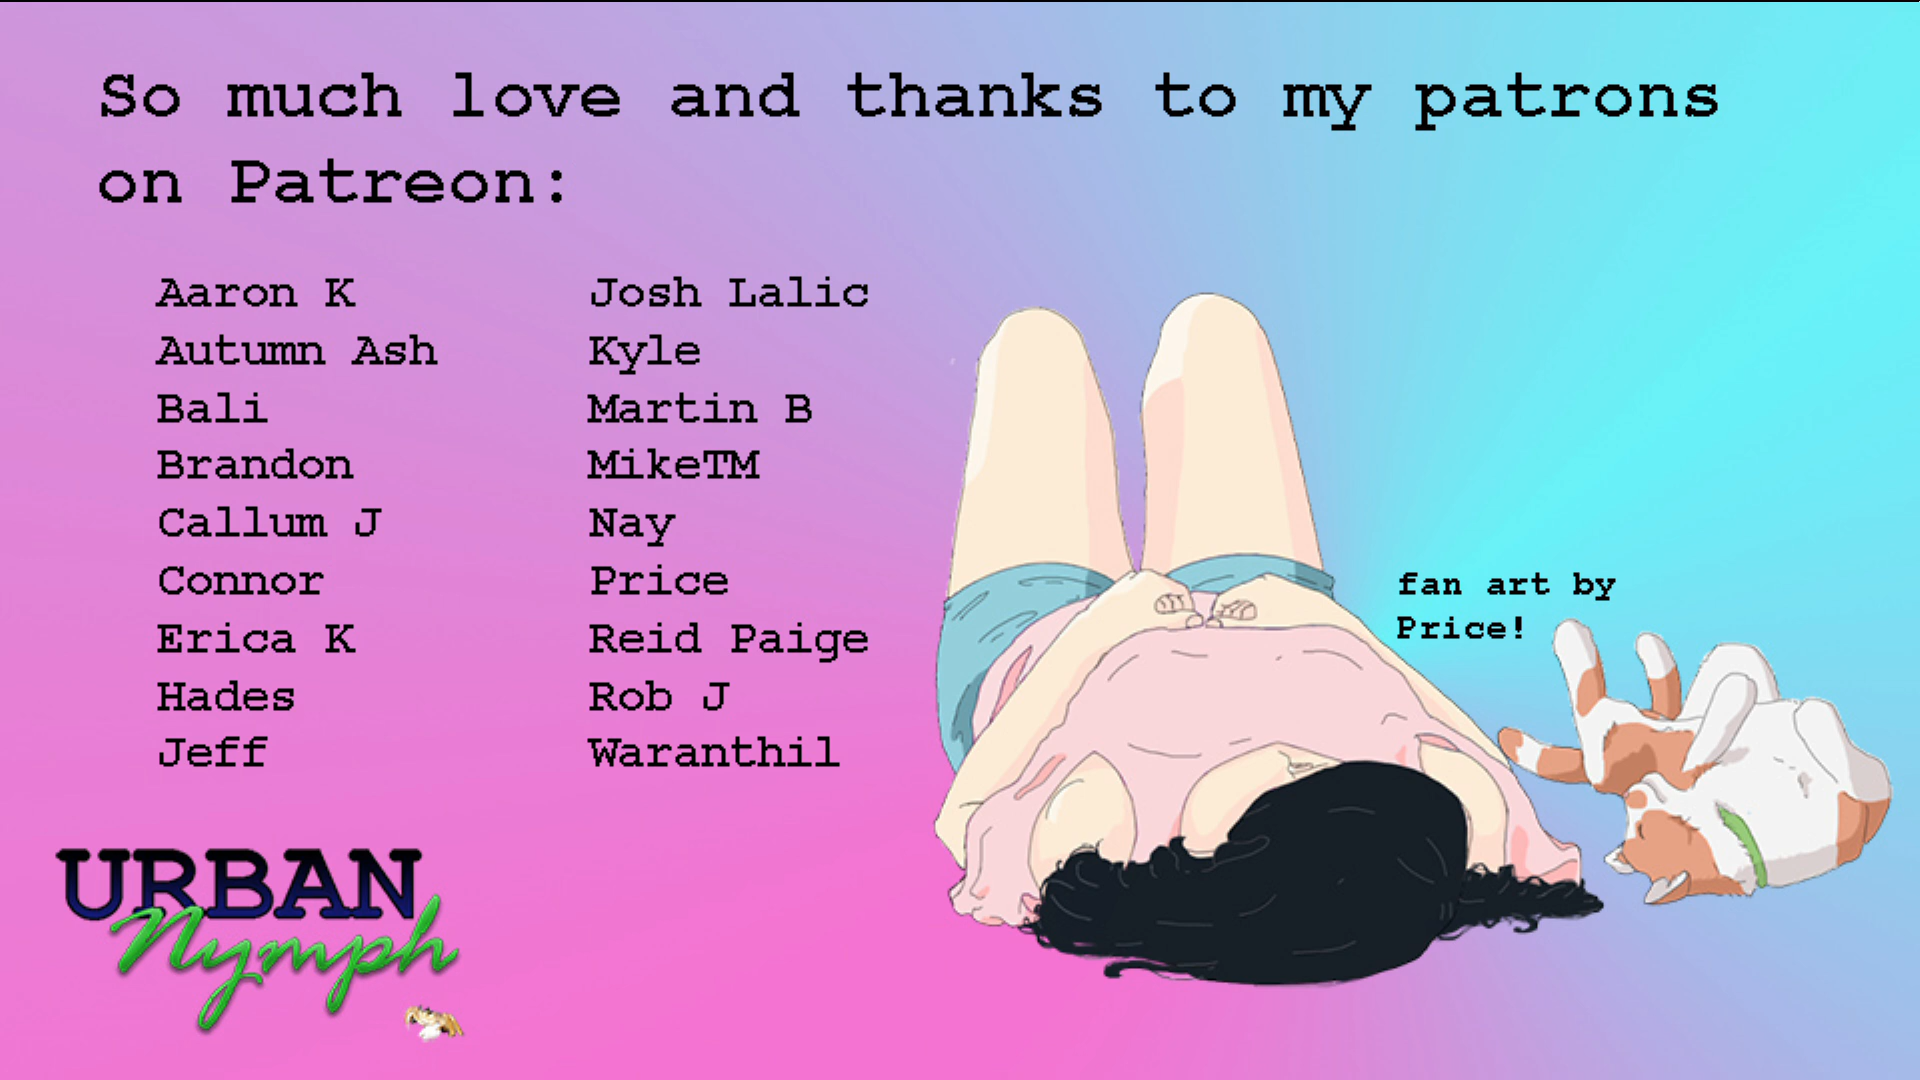 So much love and thanks to my patrons
on Patreon:
Aaron K
Autumn Ash
Bali
Brandon
Callum J
Connor
Erica K
Hades
Jeff
Josh Lalic
Kyle
Martin B
MikeTM
Nay
Price
Reid Paige
Rob J
Waranthil
fan art by
Price!
URBAN
Nymph